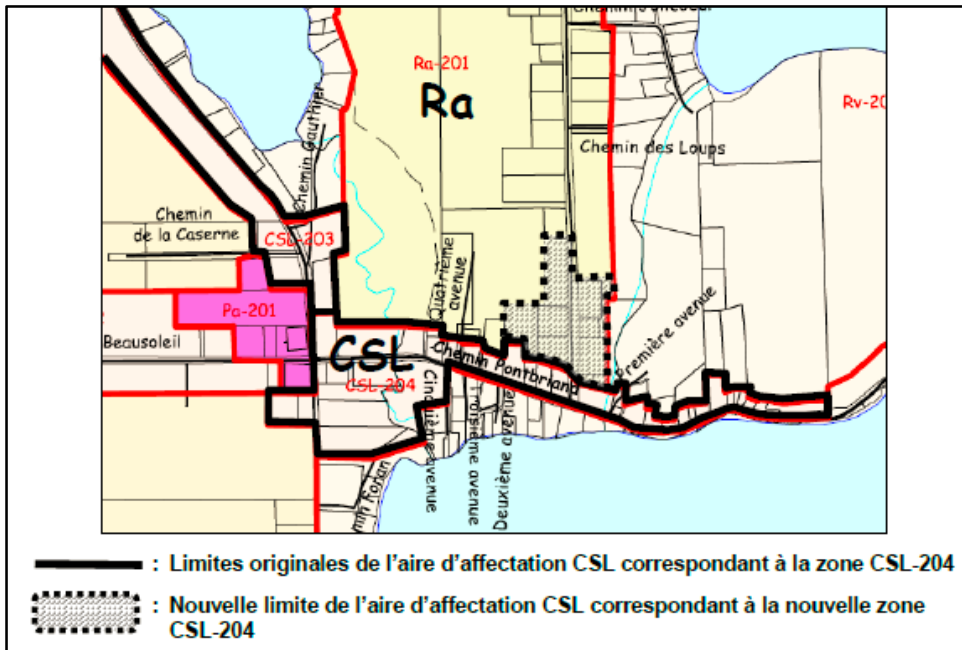 Ra-201
Ra
Rv-20
Chemin Gauthier
Chemin des Loups
Chemin
de la Caserne
CSL-203
Quatrième
avenue
Pa-201
Première avenue
Beausoleil
CSL
Chemin Pontbriand
CSL-204
Cinquième avenue
Troisième avenue
Deuxième avenue
min Foran
: Limites originales de l'aire d'affectation CSL correspondant à la zone CSL-204
: Nouvelle limite de l'aire d'affectation CSL correspondant à la nouvelle zone
CSL-204